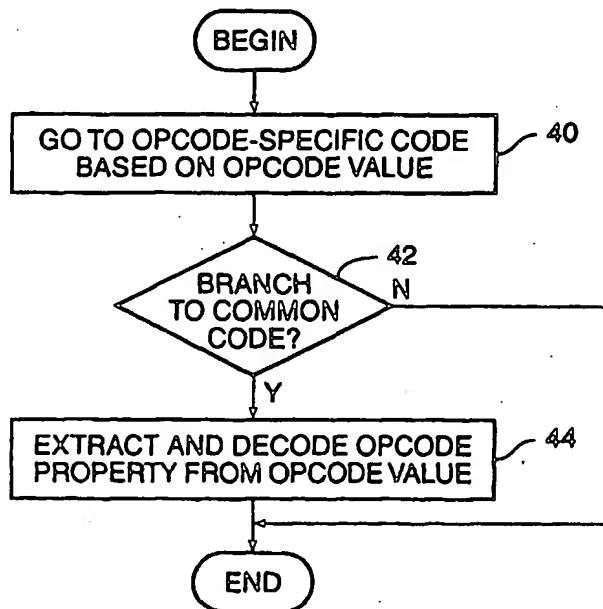 BEGIN
GO TO OPCODE-SPECIFIC CODE
BASED ON OPCODE VALUE
40
42
BRANCH
TO COMMON
CODE?
N
Y
EXTRACT AND DECODE OPCODE
PROPERTY FROM OPCODE VALUE
44
END